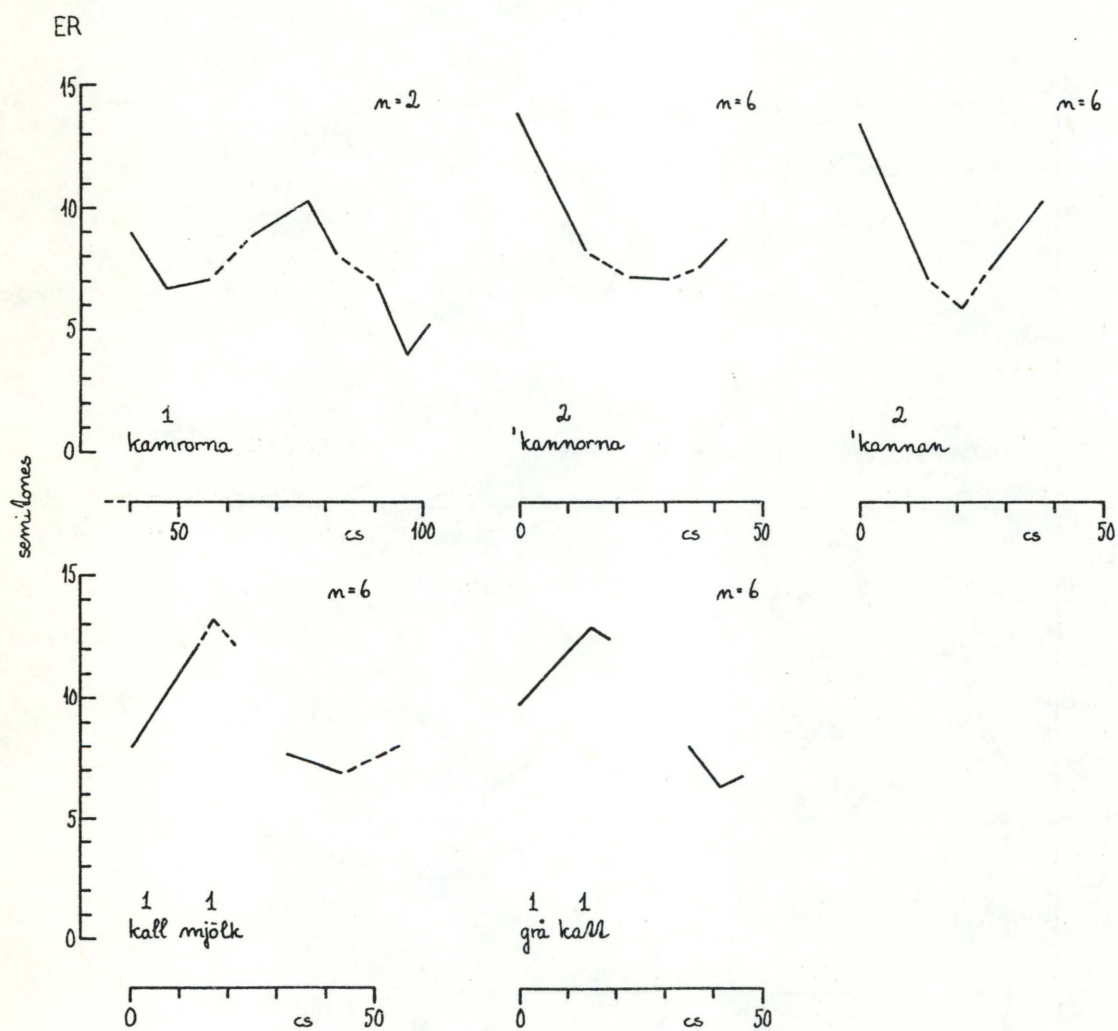 ER
15
n=2
n=6
n=6
10
5
1
2
2
kamrorna
'kannorna
'kannan
0
semitones
50 cs 100
0 cs 50
0 cs 50
15
n=6
n=6
10
5
1 1
1 1
kall mjölk
grå kall
0
0 cs 50
0 cs 50